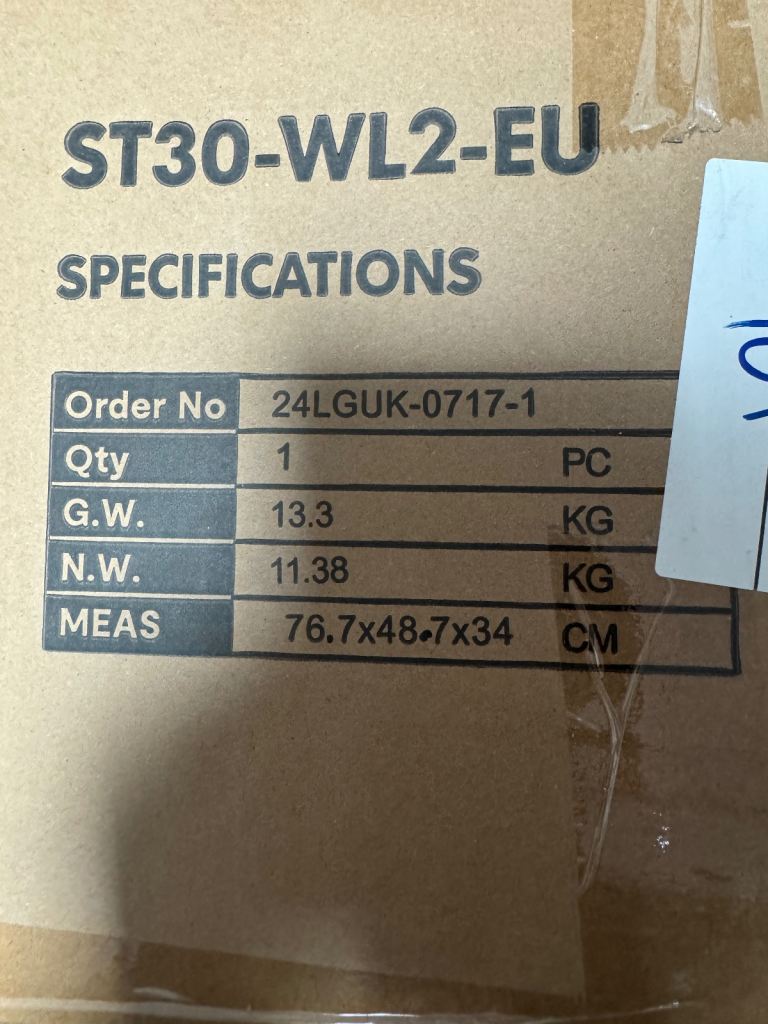 ST30-WL2-EU
SPECIFICATIONS
Order No 24LGUK-0717-1
Qty 1 PC
G.W. 13.3 KG
N.W. 11.38 KG
MEAS 76.7x48.7x34 CM